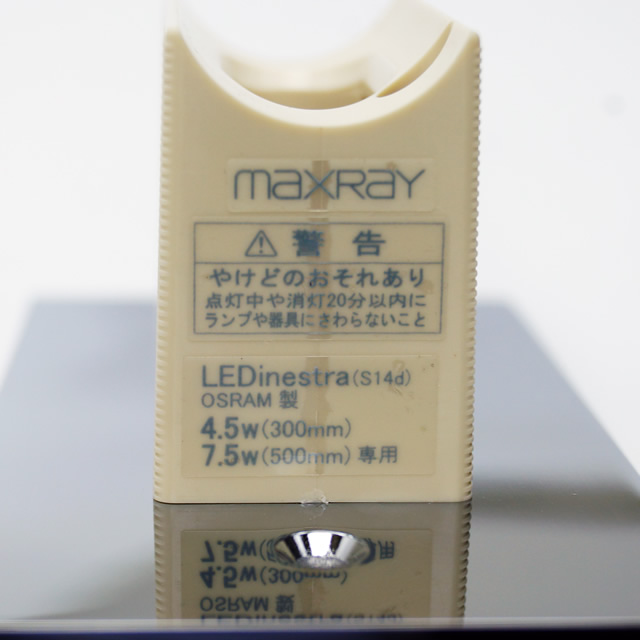 maxray
⚠ 警告
やけどのおそれあり
点灯中や消灯20分以内に
ランプや器具にさわらないこと
LEDinestra(S14d)
OSRAM 製
4.5w(300mm)
7.5w(500mm)専用